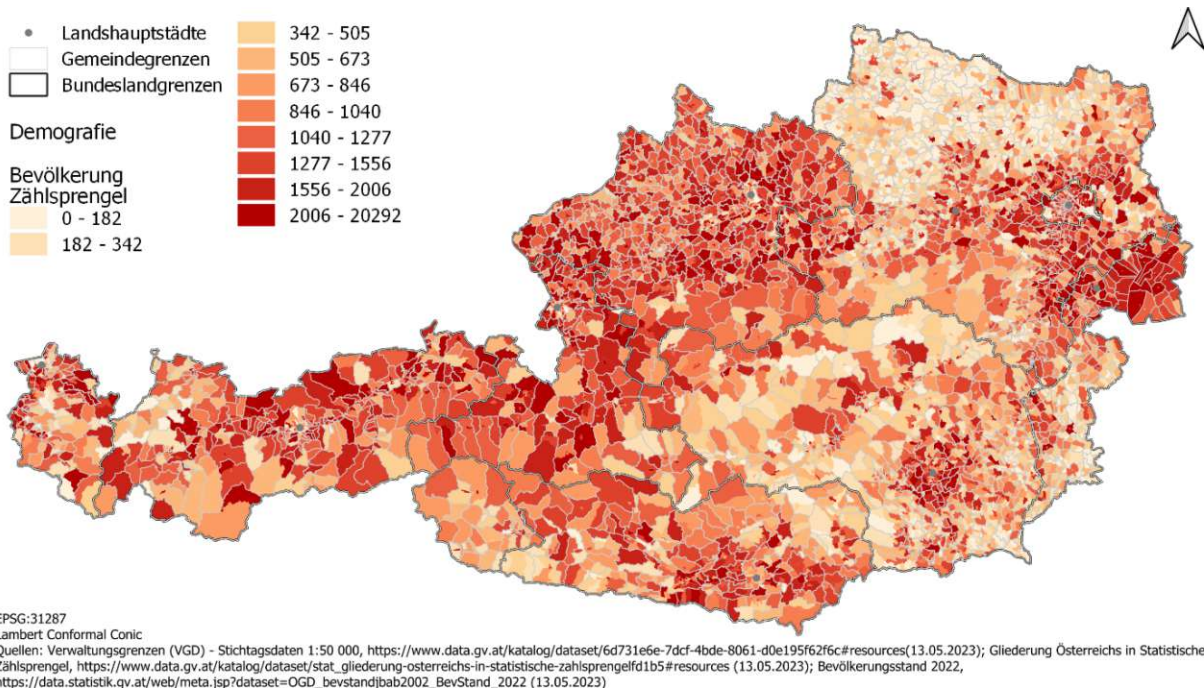 Landshauptstädte
Gemeindegrenzen
Bundeslandgrenzen
Demografie
Bevölkerung
Zählsprengel
0 - 182
182 - 342
342 - 505
505 - 673
673 - 846
846 - 1040
1040 - 1277
1277 - 1556
1556 - 2006
2006 - 20292
EPSG:31287
Lambert Conformal Conic
Quellen: Verwaltungsgrenzen (VGD) - Stichtagsdaten 1:50 000, https://www.data.gv.at/katalog/dataset/6d731e6e-7dcf-4bde-8061-d0e195f62f6c#resources(13.05.2023); Gliederung Österreichs in Statistische
Zählsprengel, https://www.data.gv.at/katalog/dataset/stat_gliederung-osterreichs-in-statistische-zahlsprengelfd1b5#resources (13.05.2023); Bevölkerungsstand 2022,
https://data.statistik.gv.at/web/meta.jsp?dataset=OGD_bevstandjbab2002_BevStand_2022 (13.05.2023)